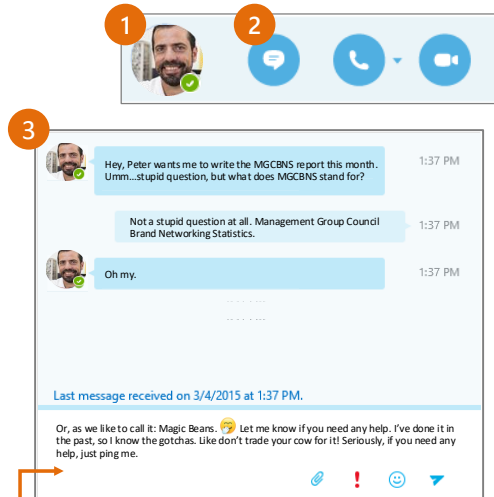 1
2
3
Hey, Peter wants me to write the MGCBNS report this month.
Umm...stupid question, but what does MGCBNS stand for?
1:37 PM
Not a stupid question at all. Management Group Council
Brand Networking Statistics.
1:37 PM
Oh my.
1:37 PM
Last message received on 3/4/2015 at 1:37 PM.
Or, as we like to call it: Magic Beans. 🤭 Let me know if you need any help. I've done it in
the past, so I know the gotchas. Like don't trade your cow for it! Seriously, if you need any
help, just ping me.